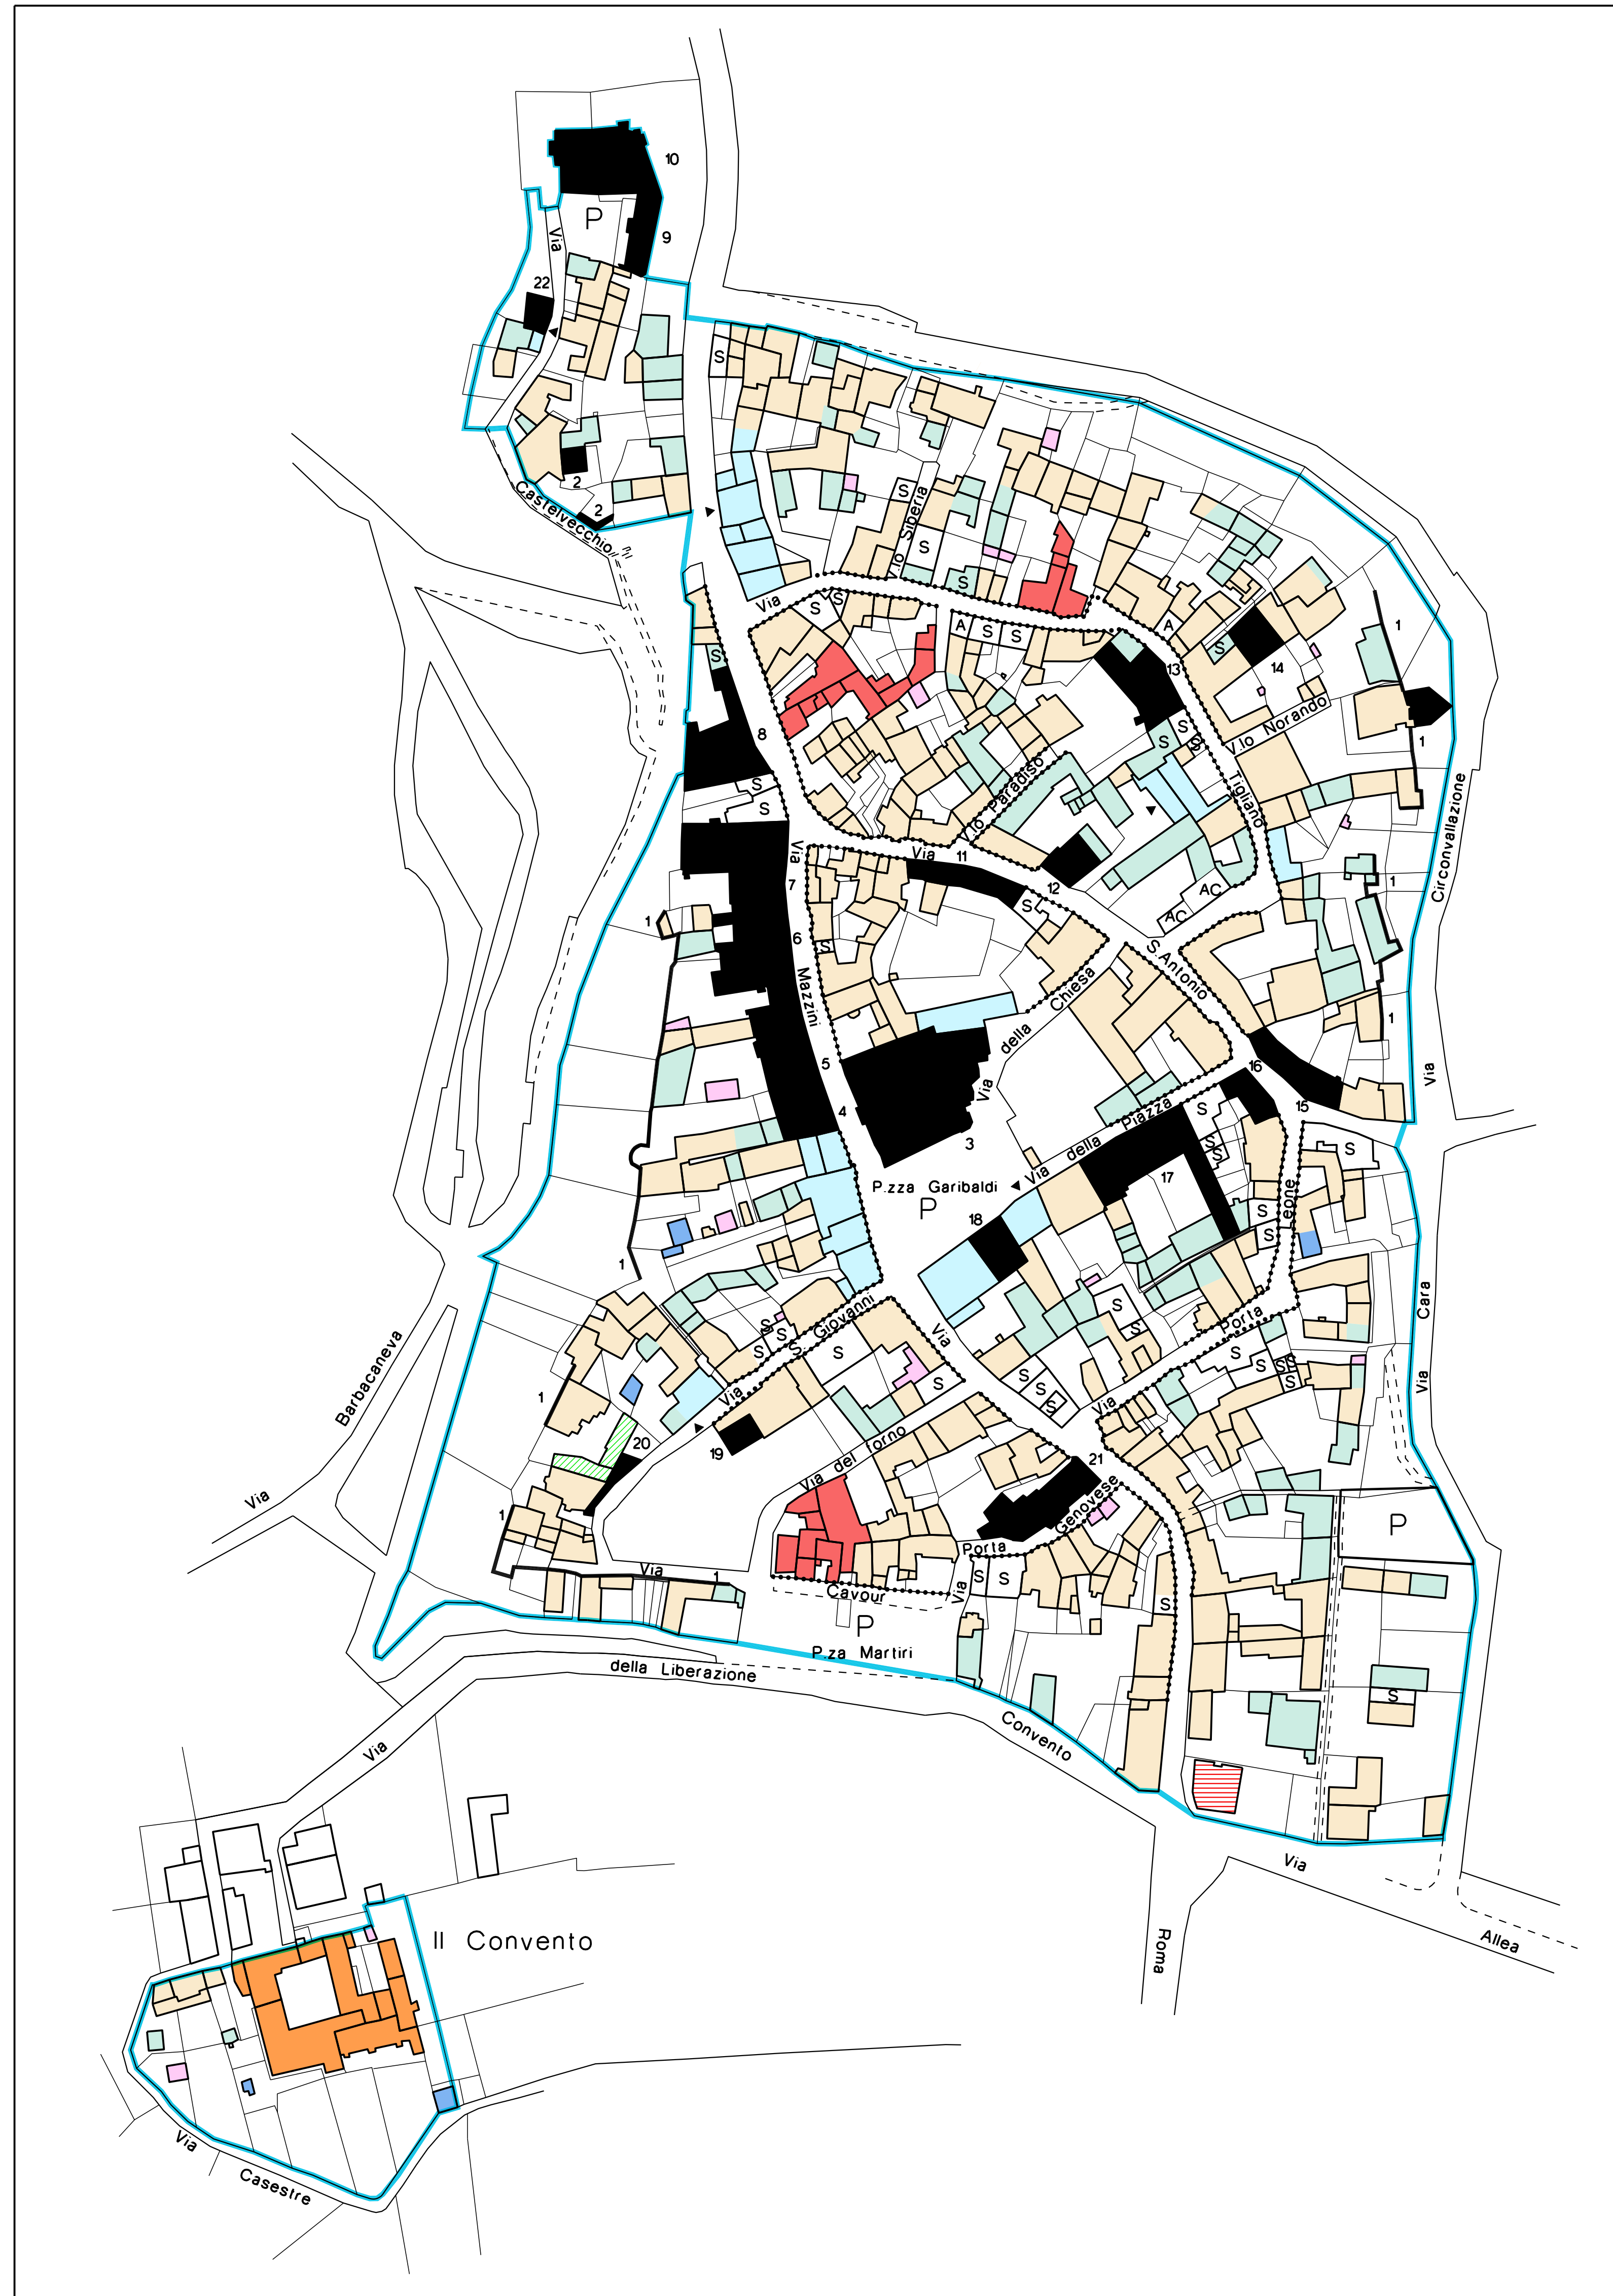 10
P
9
Via
22
S
2
Castelvecchio
2
S
V.lo Siberia
S
S
Via
S
S
A
S
S
A
1
S
13
14
S
8
S
V.lo Norando
1
S
S
S
S
S
V.lo Paradiso
Tigliano
Via
Via
11
12
7
1
AC
AC
Circonvallazione
S
1
6
S
S. Antonio
Mazzini
Chiesa
della
1
5
16
Via
Via
4
15
S
3
Piazza
della
Via
S
S
S
17
P.zza Garibaldi
P
18
S
Leone
S
1
Cara
S
S
S
S
S. Giovanni
S
S
S
Porta
Via
S
S
S
S
S
S
S
S
S
Via
Via
Via
Barbacaneva
1
20
19
Via del forno
21
Genovese
Via
1
P
Porta
Via
1
S
S
Cavour
Via
S
P
P.za Martiri
della Liberazione
S
Convento
Via
Via
Roma
Allea
Il Convento
Via
Casestre